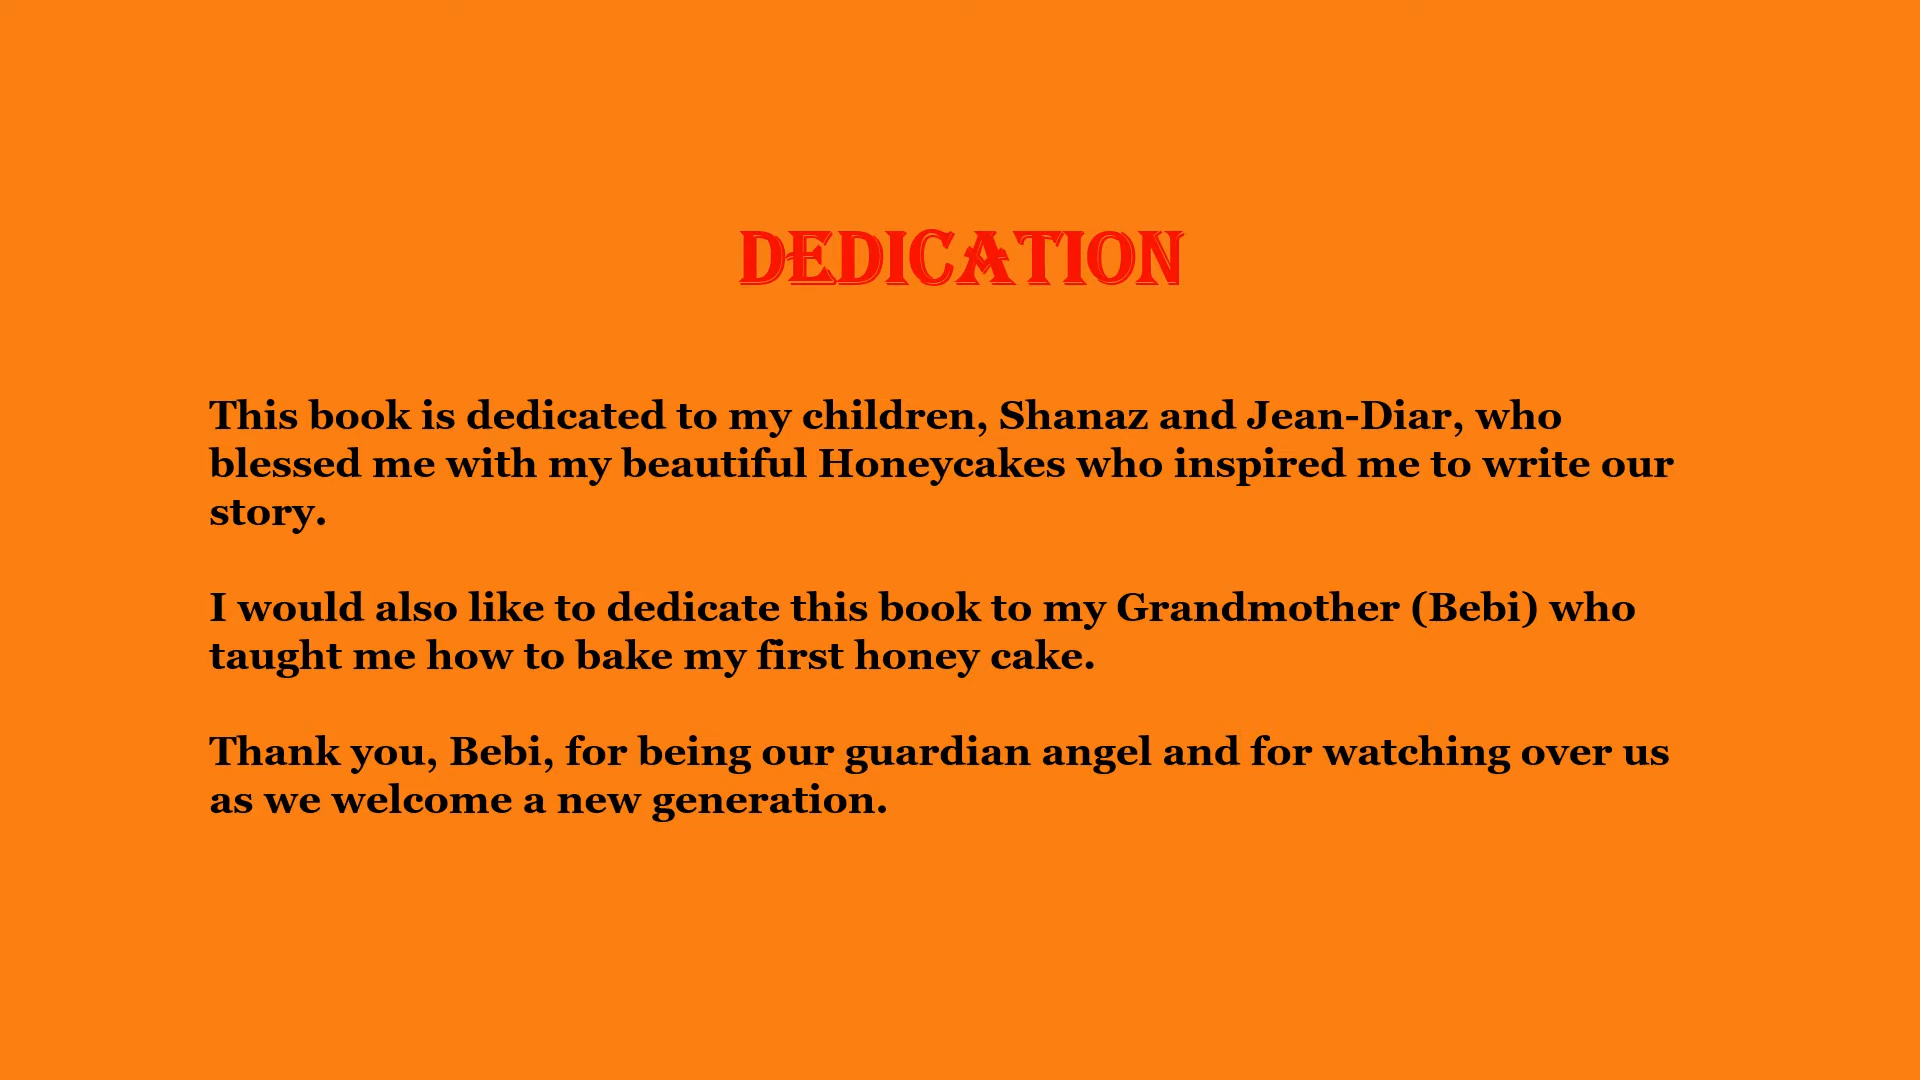 DEDICATION
This book is dedicated to my children, Shanaz and Jean-Diar, who
blessed me with my beautiful Honeycakes who inspired me to write our
story.
I would also like to dedicate this book to my Grandmother (Bebi) who
taught me how to bake my first honey cake.
Thank you, Bebi, for being our guardian angel and for watching over us
as we welcome a new generation.